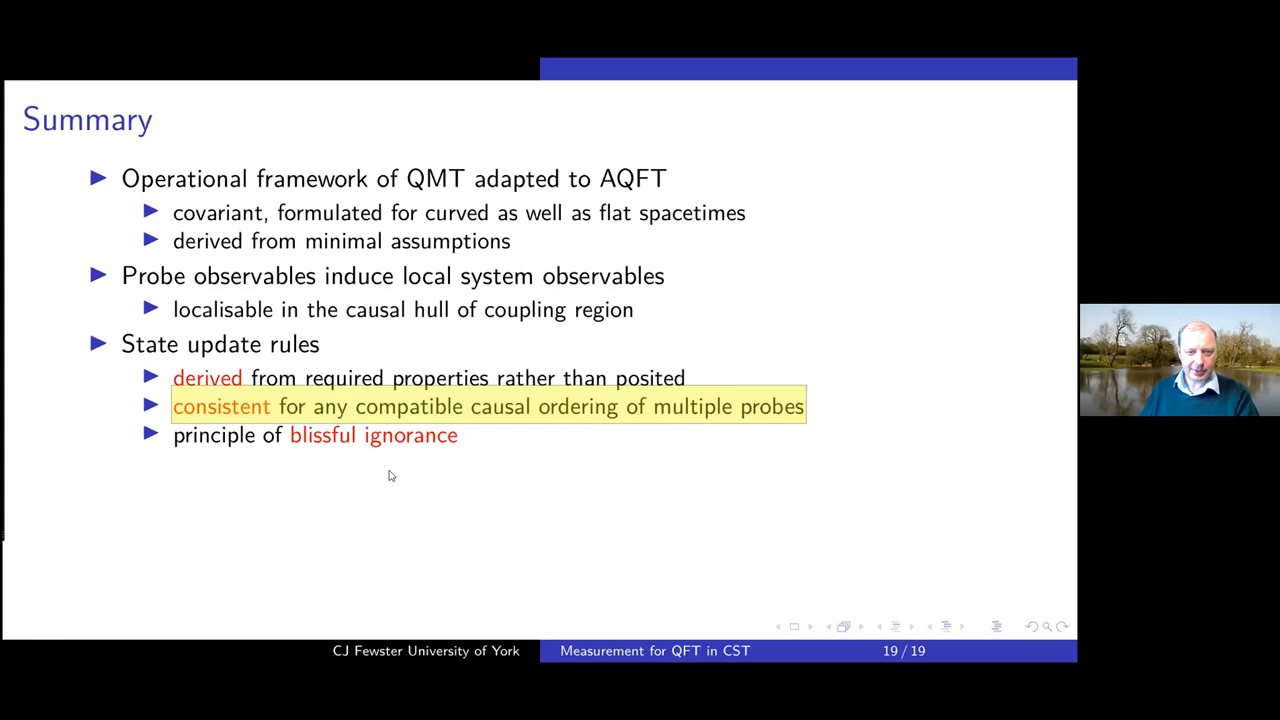 Summary
Operational framework of QMT adapted to AQFT
covariant, formulated for curved as well as flat spacetimes
derived from minimal assumptions
Probe observables induce local system observables
localisable in the causal hull of coupling region
State update rules
derived from required properties rather than posited
consistent for any compatible causal ordering of multiple probes
principle of blissful ignorance
CJ Fewster University of York
Measurement for QFT in CST
19 / 19